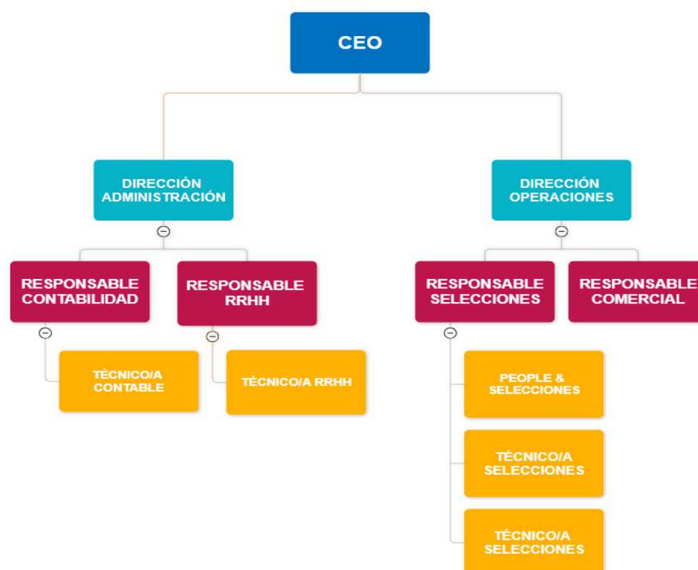 CEO
DIRECCIÓN
ADMINISTRACIÓN
DIRECCIÓN
OPERACIONES
RESPONSABLE
CONTABILIDAD
RESPONSABLE
RRHH
RESPONSABLE
SELECCIONES
RESPONSABLE
COMERCIAL
TÉCNICO/A
CONTABLE
TÉCNICO/A RRHH
PEOPLE &
SELECCIONES
TÉCNICO/A
SELECCIONES
TÉCNICO/A
SELECCIONES